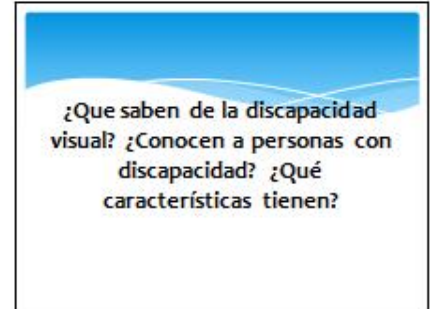 ¿Que saben de la discapacidad
visual? ¿Conocen a personas con
discapacidad? ¿Qué
características tienen?